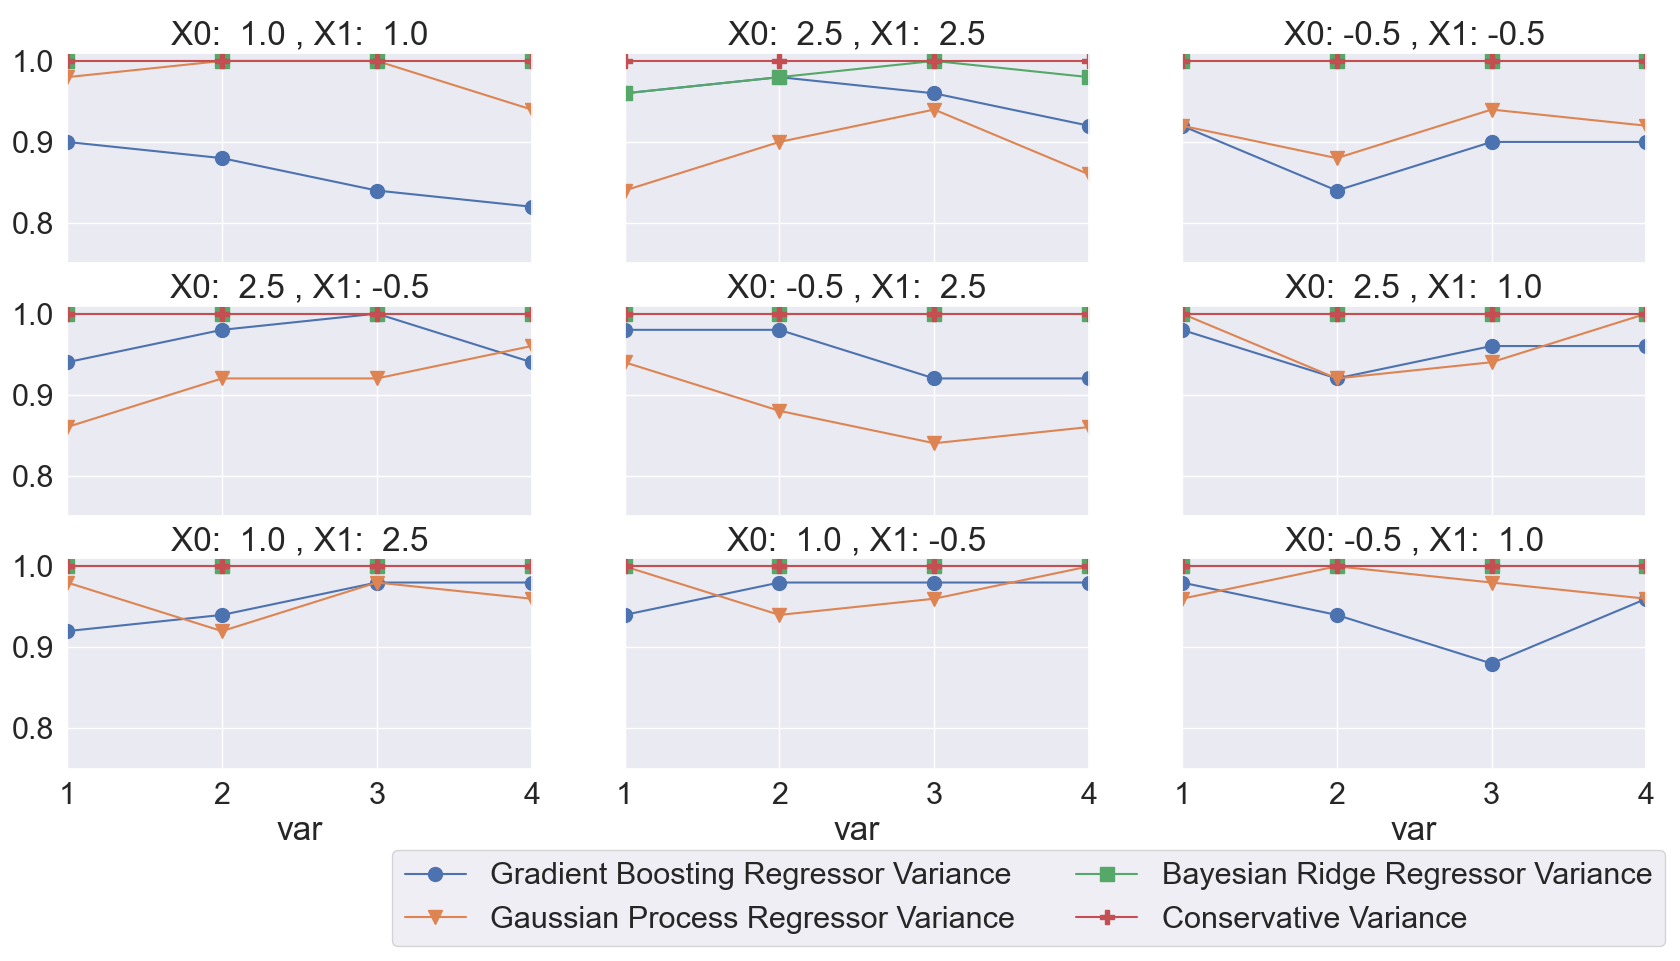 X0:  1.0 , X1:  1.0
X0:  2.5 , X1:  2.5
X0: -0.5 , X1: -0.5
1.0
0.9
0.8
X0:  2.5 , X1: -0.5
X0: -0.5 , X1:  2.5
X0:  2.5 , X1:  1.0
1.0
0.9
0.8
X0:  1.0 , X1:  2.5
X0:  1.0 , X1: -0.5
X0: -0.5 , X1:  1.0
1.0
0.9
0.8
1 2 3 4
1 2 3 4
1 2 3 4
var
var
var
Gradient Boosting Regressor Variance
Gaussian Process Regressor Variance
Bayesian Ridge Regressor Variance
Conservative Variance